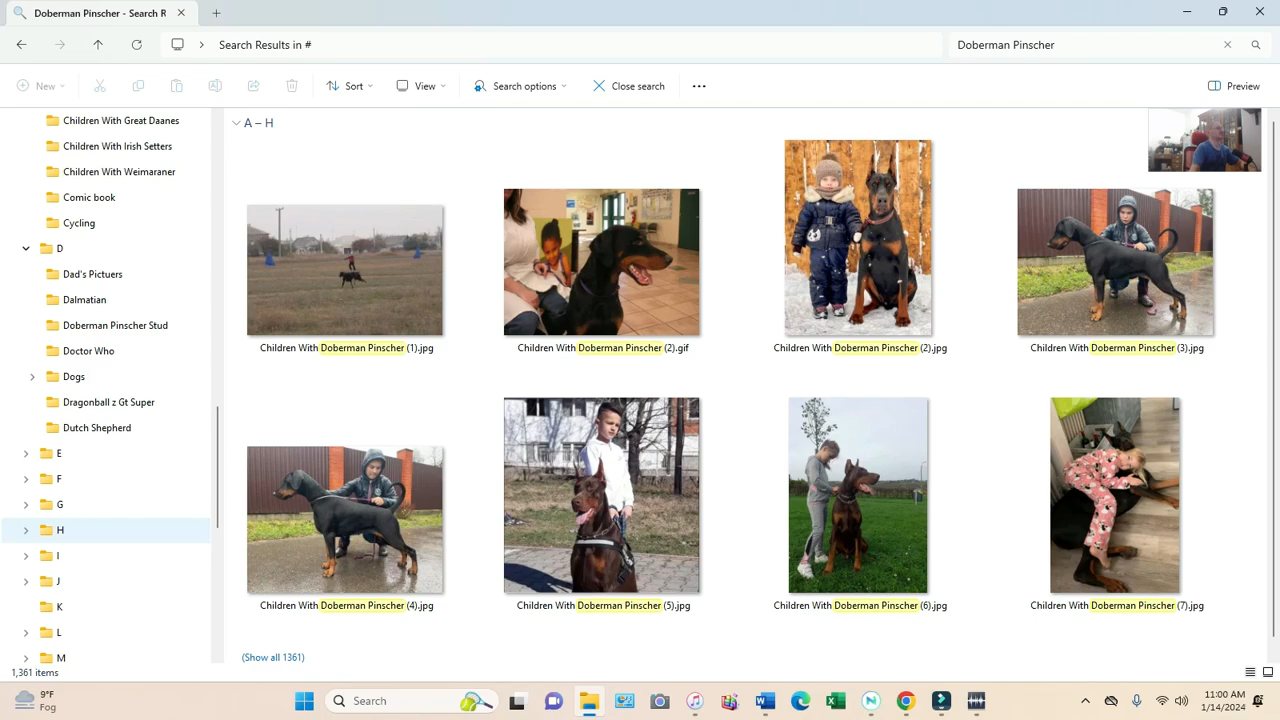 Doberman Pinscher - Search R
Search Results in #
Doberman Pinscher
New
Sort
View
Search options
Close search
Preview
Children With Great Daanes
Children With Irish Setters
Children With Weimaraner
Comic book
Cycling
D
Dad's Pictuers
Dalmatian
Doberman Pinscher Stud
Doctor Who
Dogs
Dragonball z Gt Super
Dutch Shepherd
E
F
G
H
I
J
K
L
M
A – H
Children With Doberman Pinscher (1).jpg
Children With Doberman Pinscher (2).gif
Children With Doberman Pinscher (2).jpg
Children With Doberman Pinscher (3).jpg
Children With Doberman Pinscher (4).jpg
Children With Doberman Pinscher (5).jpg
Children With Doberman Pinscher (6).jpg
Children With Doberman Pinscher (7).jpg
(Show all 1361)
1,361 items
9°F
Fog
Search
11:00 AM
1/14/2024